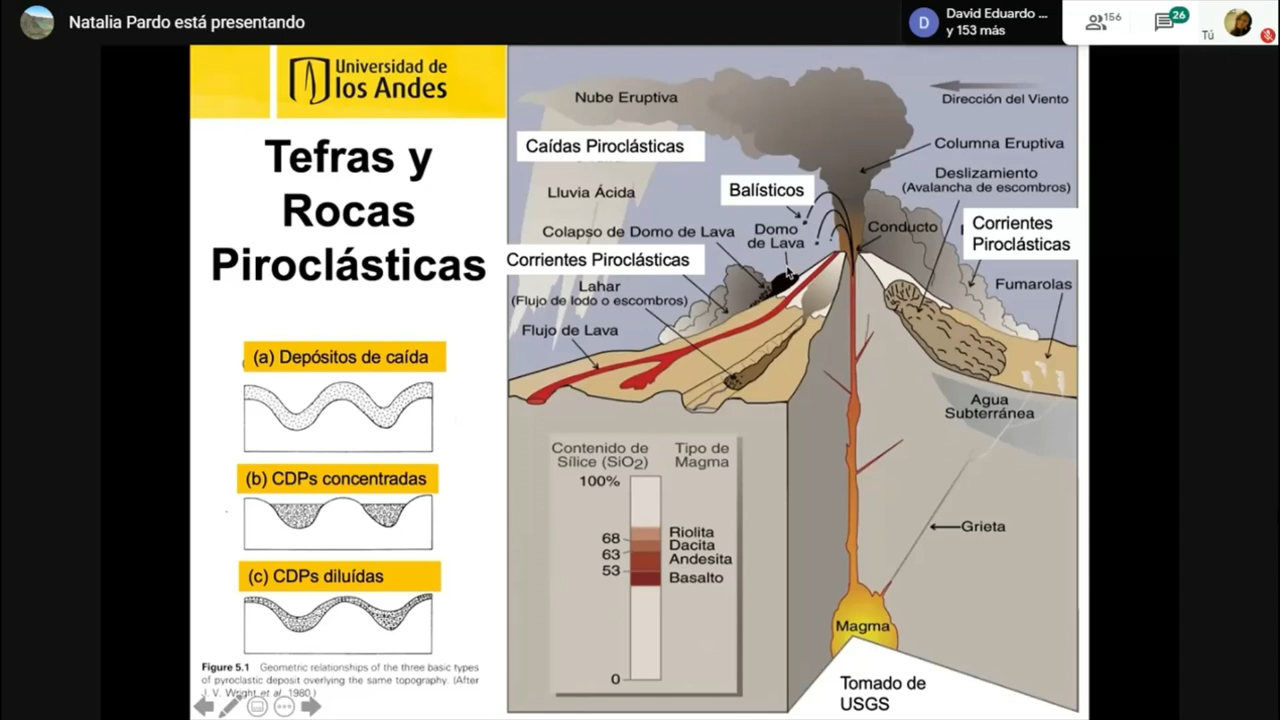 Natalia Pardo está presentando
D
David Eduardo ...
y 153 más
156
26
Tú
Universidad de
los Andes
Tefras y
Rocas
Piroclásticas
(a) Depósitos de caída
(b) CDPs concentradas
(c) CDPs diluídas
Figure 5.1 Geometric relationships of the three basic types
of pyroclastic deposit overlying the same topography. (After
J. V. Wright et al. 1980.)
Nube Eruptiva
Dirección del Viento
Caídas Piroclásticas
Columna Eruptiva
Deslizamiento
(Avalancha de escombros)
Lluvia Ácida
Balísticos
Colapso de Domo de Lava
Domo
de Lava
Conducto
Corrientes
Piroclásticas
Corrientes Piroclásticas
Lahar
(Flujo de lodo o escombros)
Fumarolas
Flujo de Lava
Agua
Subterránea
Contenido de
Sílice (SiO2)
Tipo de
Magma
100%
68
63
53
0
Riolita
Dacita
Andesita
Basalto
Grieta
Magma
Tomado de
USGS